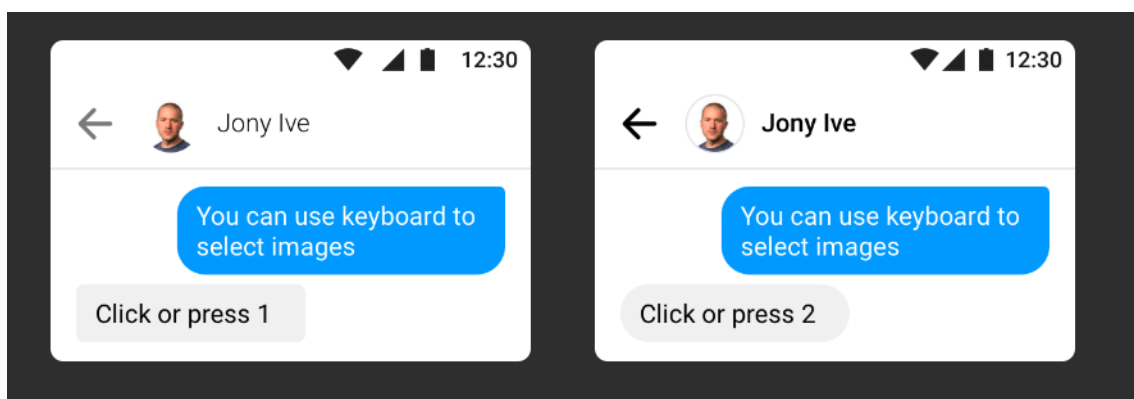 12:30
Jony Ive
You can use keyboard to
select images
Click or press 1
12:30
Jony Ive
You can use keyboard to
select images
Click or press 2